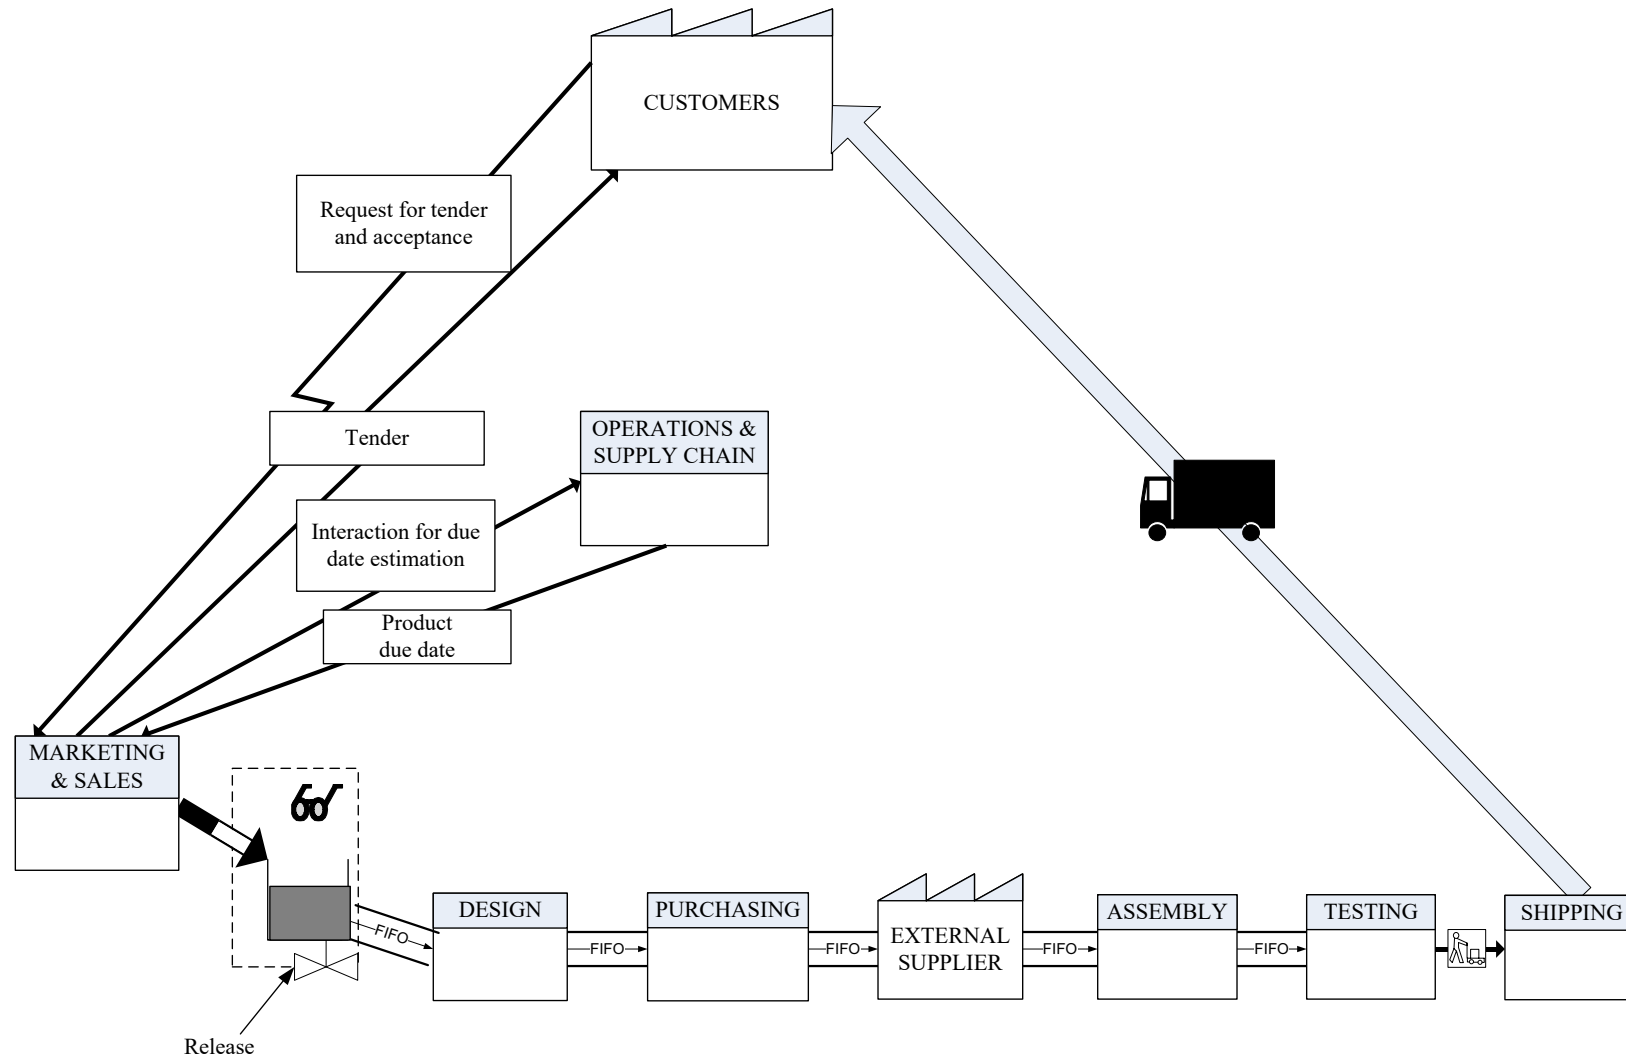 CUSTOMERS
Request for tender
and acceptance
Tender
OPERATIONS &
SUPPLY CHAIN
Interaction for due
date estimation
Product
due date
MARKETING
& SALES
FIFO
DESIGN
FIFO
PURCHASING
FIFO
EXTERNAL
SUPPLIER
FIFO
ASSEMBLY
FIFO
TESTING
SHIPPING
Release